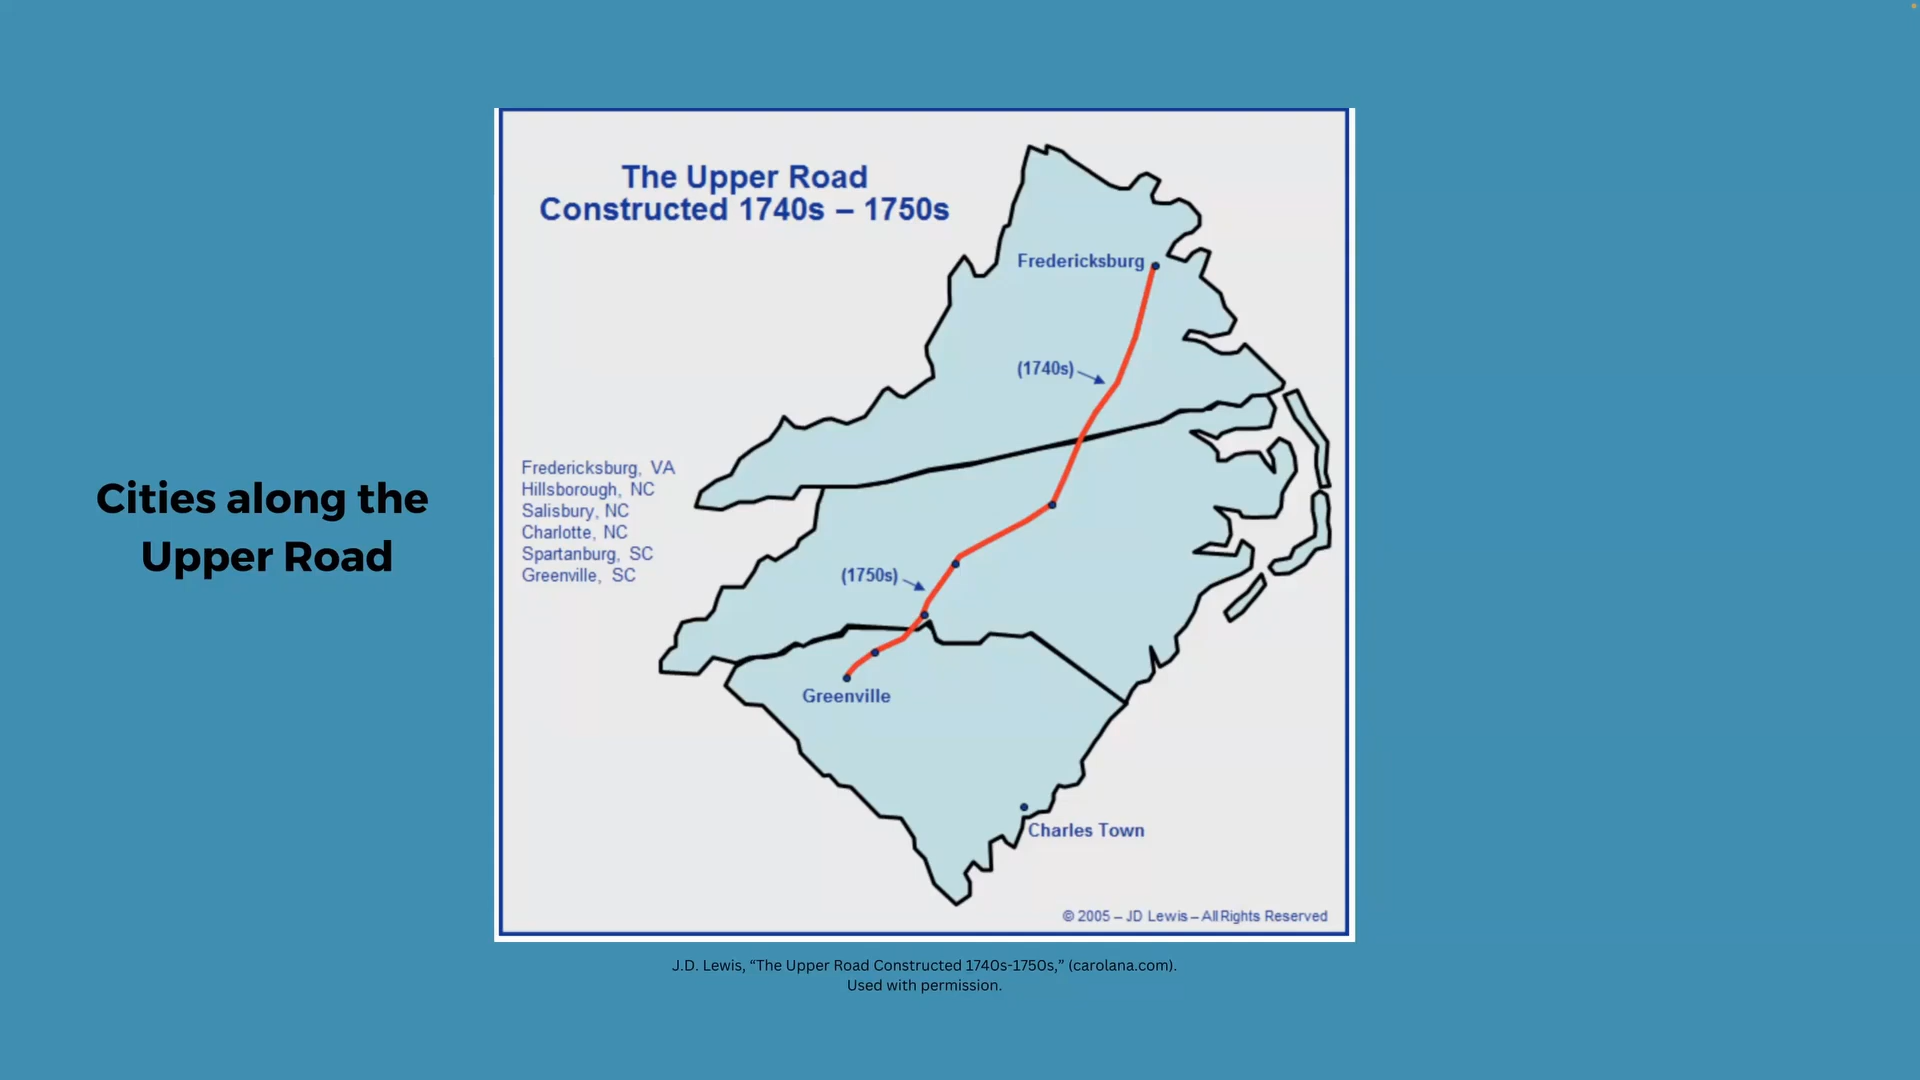 Cities along the
Upper Road
The Upper Road
Constructed 1740s – 1750s
Fredericksburg
(1740s)
Fredericksburg, VA
Hillsborough, NC
Salisbury, NC
Charlotte, NC
Spartanburg, SC
Greenville, SC
(1750s)
Greenville
Charles Town
© 2005 – JD Lewis – All Rights Reserved
J.D. Lewis, “The Upper Road Constructed 1740s-1750s,” (carolana.com).
Used with permission.